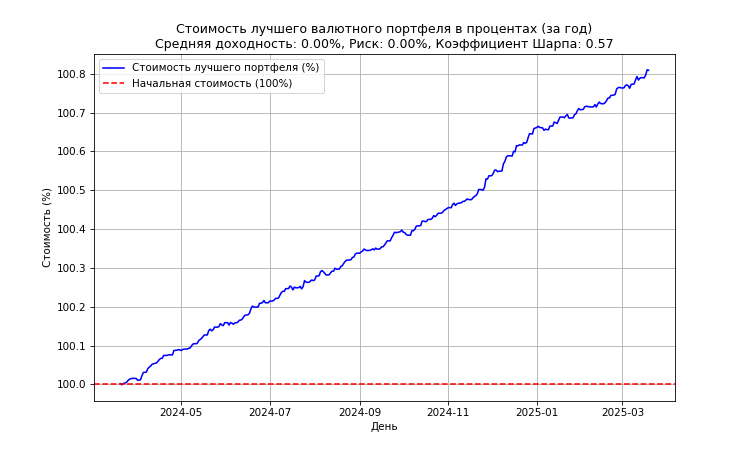 Стоимость лучшего валютного портфеля в процентах (за год)
Средняя доходность: 0.00%, Риск: 0.00%, Коэффициент Шарпа: 0.57
Стоимость лучшего портфеля (%)
Начальная стоимость (100%)
Стоимость (%)
100.8
100.7
100.6
100.5
100.4
100.3
100.2
100.1
100.0
2024-05
2024-07
2024-09
2024-11
2025-01
2025-03
День